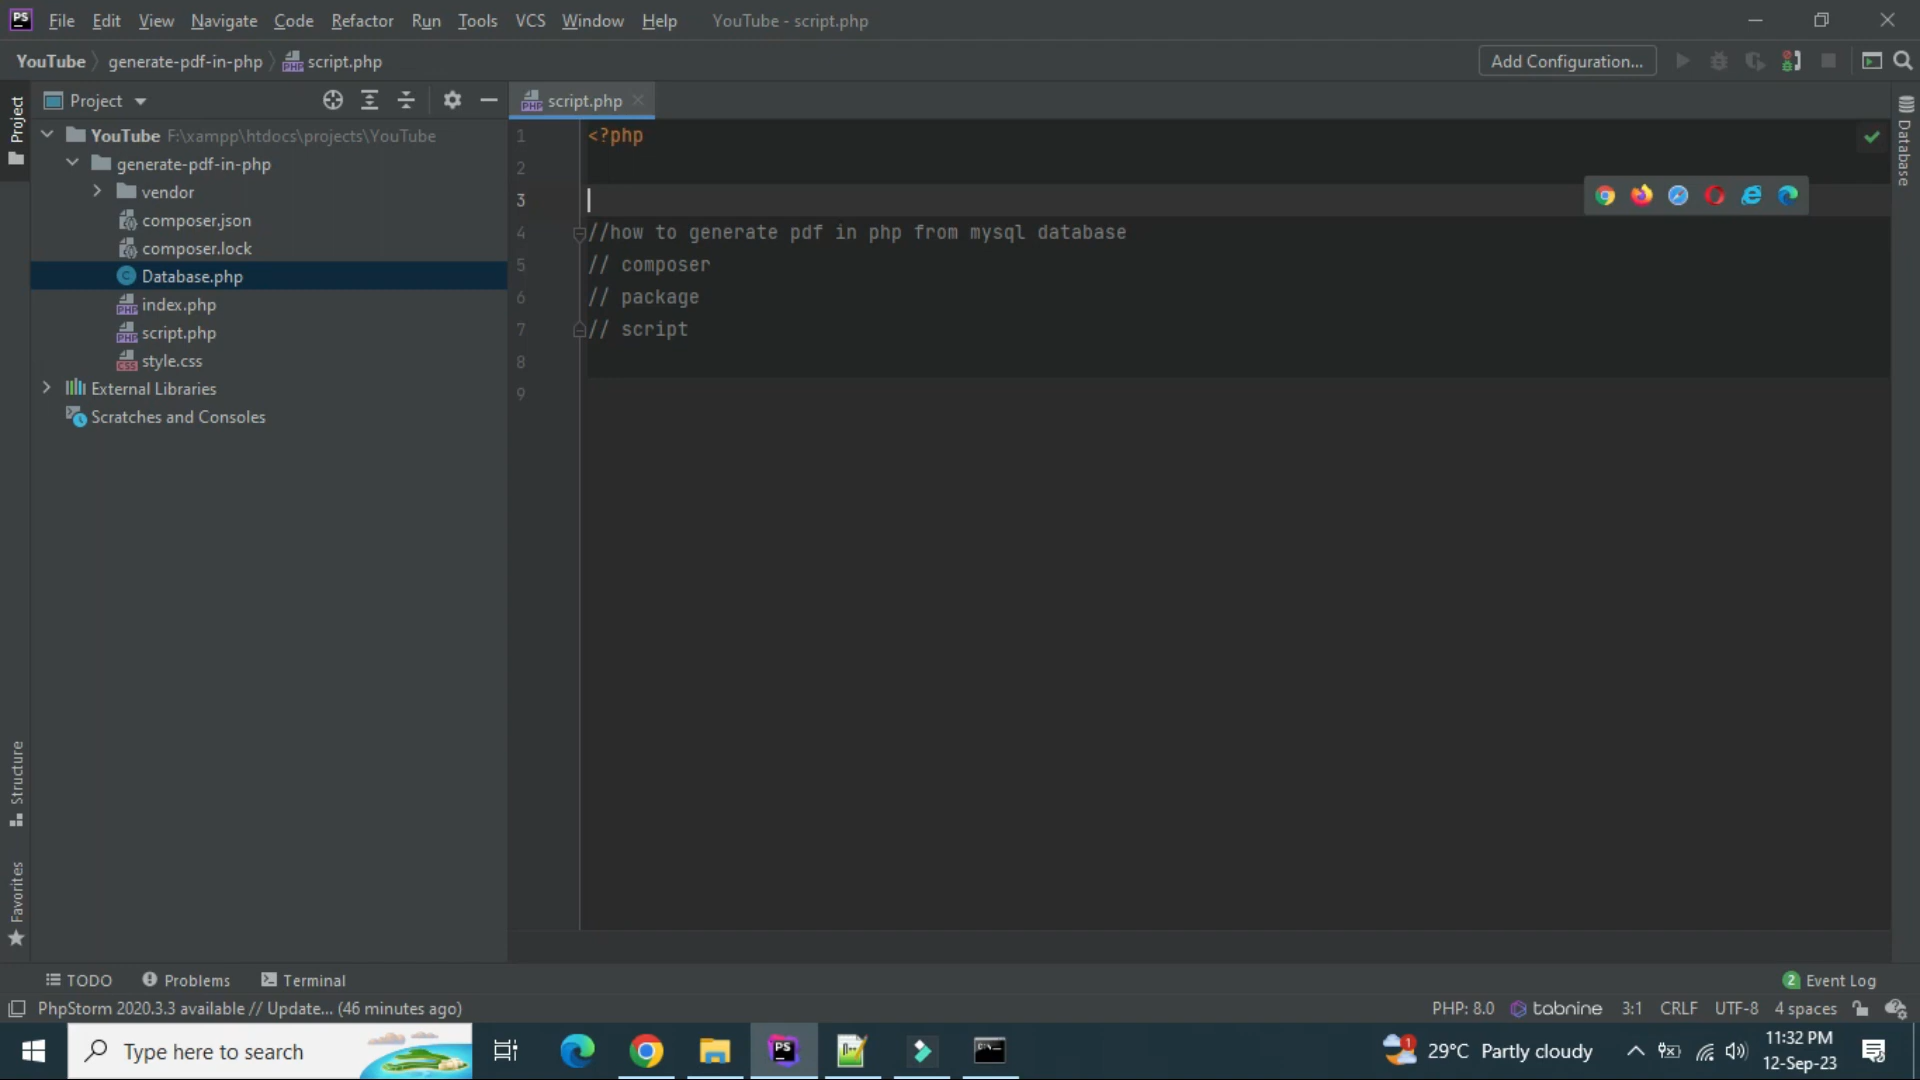 PS File Edit View Navigate Code Refactor Run Tools VCS Window Help YouTube - script.php
YouTube generate-pdf-in-php script.php Add Configuration...
Project script.php
Project
YouTube F:\xampp\htdocs\projects\YouTube
generate-pdf-in-php
vendor
composer.json
composer.lock
Database.php
index.php
script.php
style.css
External Libraries
Scratches and Consoles
1 <?php
2
3
4 //how to generate pdf in php from mysql database
5 // composer
6 // package
7 // script
8
9
Database
Structure
Favorites
TODO Problems Terminal 2 Event Log
PhpStorm 2020.3.3 available // Update... (46 minutes ago) PHP: 8.0 tabnine 3:1 CRLF UTF-8 4 spaces
Type here to search PS 1 29°C Partly cloudy 11:32 PM
12-Sep-23